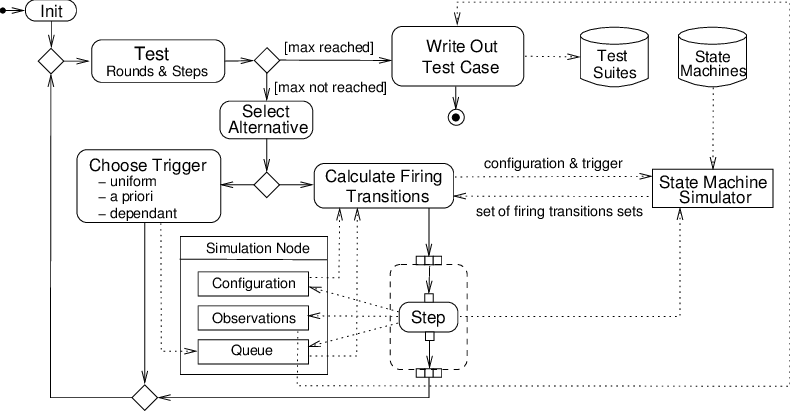 Init
Test
Rounds & Steps
[max reached]
[max not reached]
Write Out
Test Case
Test
Suites
State
Machines
Select
Alternative
Choose Trigger
– uniform
– a priori
– dependant
Calculate Firing
Transitions
configuration & trigger
set of firing transitions sets
State Machine
Simulator
Simulation Node
Configuration
Observations
Queue
Step